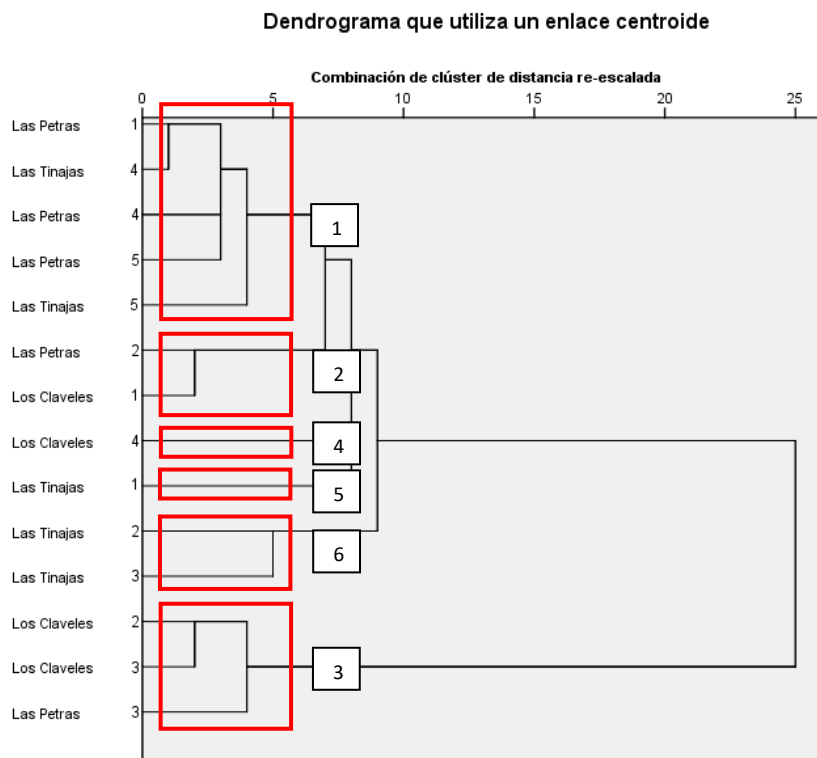 Dendrograma que utiliza un enlace centroide
Combinación de clúster de distancia re-escalada
0 5 10 15 20 25
Las Petras 1
Las Tinajas 4
Las Petras 4
1
Las Petras 5
Las Tinajas 5
Las Petras 2
2
Los Claveles 1
Los Claveles 4
4
Las Tinajas 1
5
Las Tinajas 2
6
Las Tinajas 3
Los Claveles 2
Los Claveles 3
3
Las Petras 3